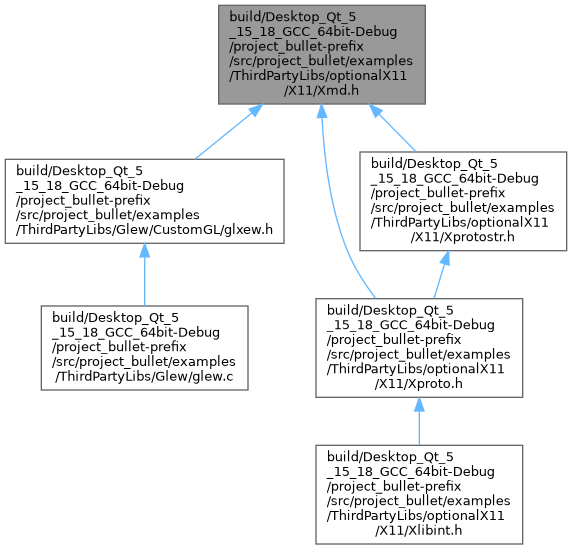 build/Desktop_Qt_5
_15_18_GCC_64bit-Debug
/project_bullet-prefix
/src/project_bullet/examples
/ThirdPartyLibs/optionalX11
/X11/Xmd.h
build/Desktop_Qt_5
_15_18_GCC_64bit-Debug
/project_bullet-prefix
/src/project_bullet/examples
/ThirdPartyLibs/Glew/CustomGL/glxew.h
build/Desktop_Qt_5
_15_18_GCC_64bit-Debug
/project_bullet-prefix
/src/project_bullet/examples
/ThirdPartyLibs/optionalX11
/X11/Xprotostr.h
build/Desktop_Qt_5
_15_18_GCC_64bit-Debug
/project_bullet-prefix
/src/project_bullet/examples
/ThirdPartyLibs/Glew/glew.c
build/Desktop_Qt_5
_15_18_GCC_64bit-Debug
/project_bullet-prefix
/src/project_bullet/examples
/ThirdPartyLibs/optionalX11
/X11/Xproto.h
build/Desktop_Qt_5
_15_18_GCC_64bit-Debug
/project_bullet-prefix
/src/project_bullet/examples
/ThirdPartyLibs/optionalX11
/X11/Xlibint.h